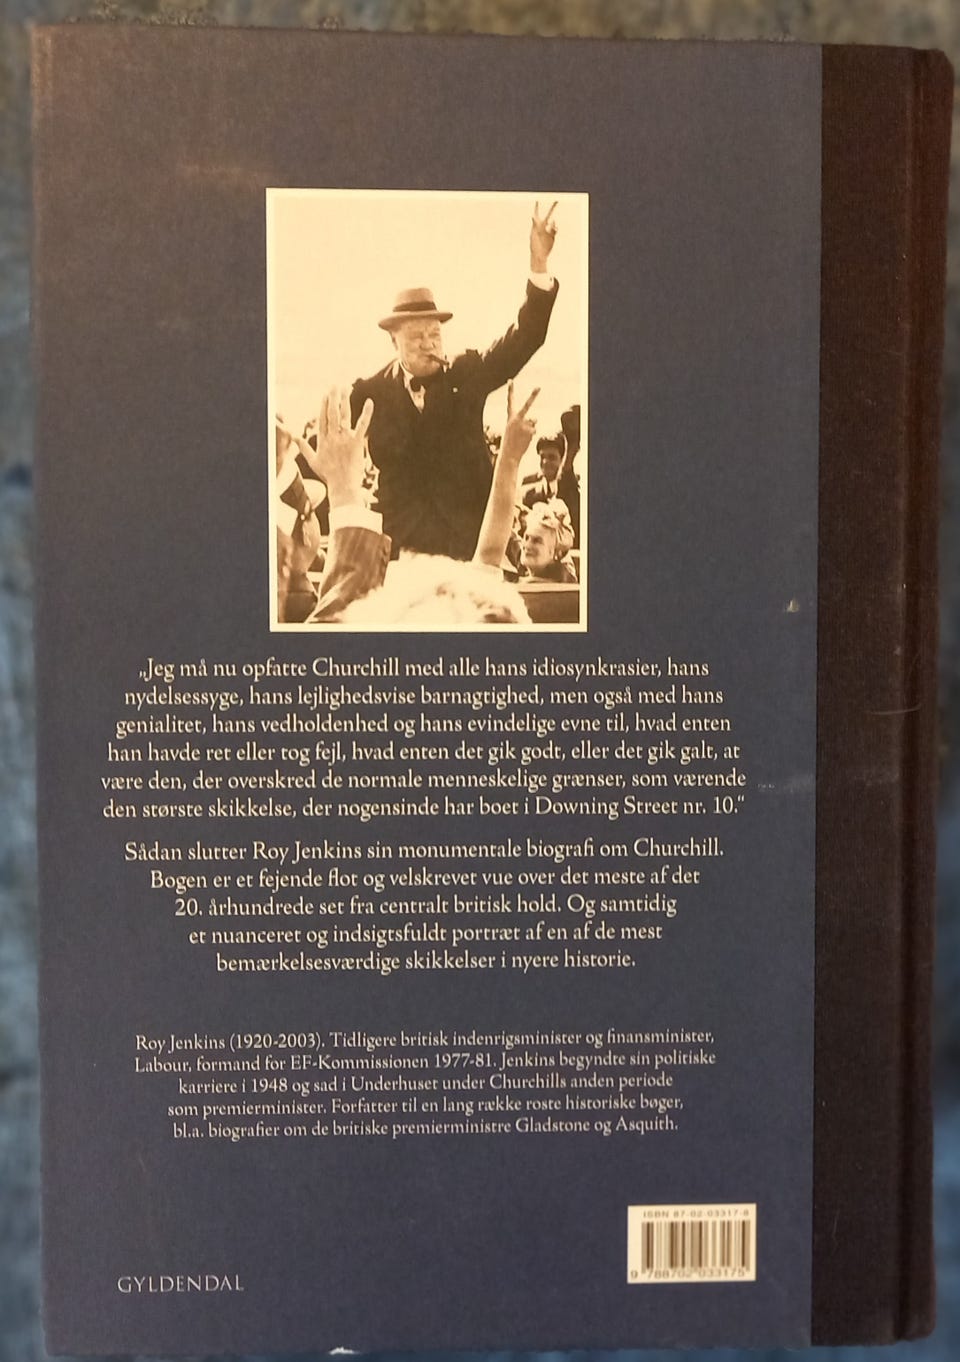 „Jeg må nu opfatte Churchill med alle hans idiosynkrasier, hans
nydelsessyge, hans lejlighedsvise barnagtighed, men også med hans
genialitet, hans vedholdenhed og hans evindelige evne til, hvad enten
han havde ret eller tog fejl, hvad enten det gik godt, eller det gik galt, at
være den, der overskred de normale menneskelige grænser, som værende
den største skikkelse, der nogensinde har boet i Downing Street nr. 10.“
Sådan slutter Roy Jenkins sin monumentale biografi om Churchill.
Bogen er et fejende flot og velskrevet vue over det meste af det
20. århundrede set fra centralt britisk hold. Og samtidig
et nuanceret og indsigtsfuldt portræt af en af de mest
bemærkelsesværdige skikkelser i nyere historie.
Roy Jenkins (1920-2003). Tidligere britisk indenrigsminister og finansminister,
Labour, formand for EF-Kommissionen 1977-81. Jenkins begyndte sin politiske
karriere i 1948 og sad i Underhuset under Churchills anden periode
som premierminister. Forfatter til en lang række roste historiske bøger,
bl.a. biografier om de britiske premierministre Gladstone og Asquith.
ISBN 87-02-03317-8
9 788702 033175
GYLDENDAL